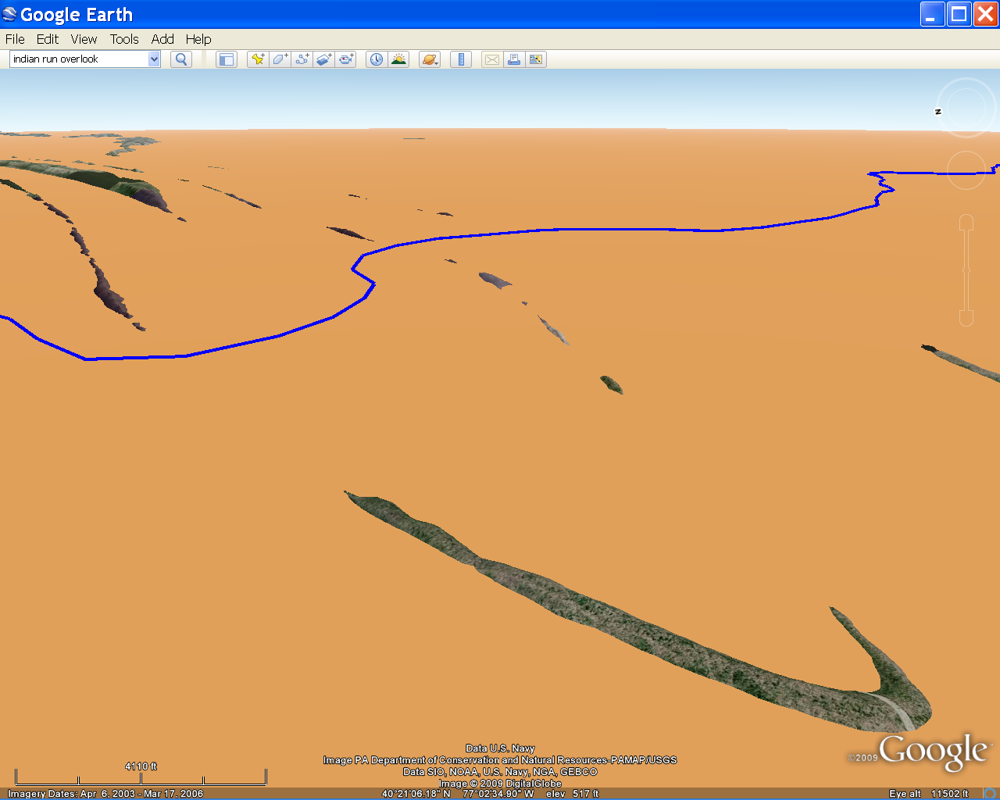 Google Earth
File Edit View Tools Add Help
indian run overlook
N
4110 ft
Data U.S. Navy
Image PA Department of Conservation and Natural Resources-PAMAP/USGS
Data SIO, NOAA, U.S. Navy, NGA, GEBCO
Image © 2009 DigitalGlobe
©2009 Google
Imagery Dates: Apr 6, 2003 - Mar 17, 2006 40°21'06.18" N 77°02'34.90" W elev 517 ft Eye alt 11502 ft